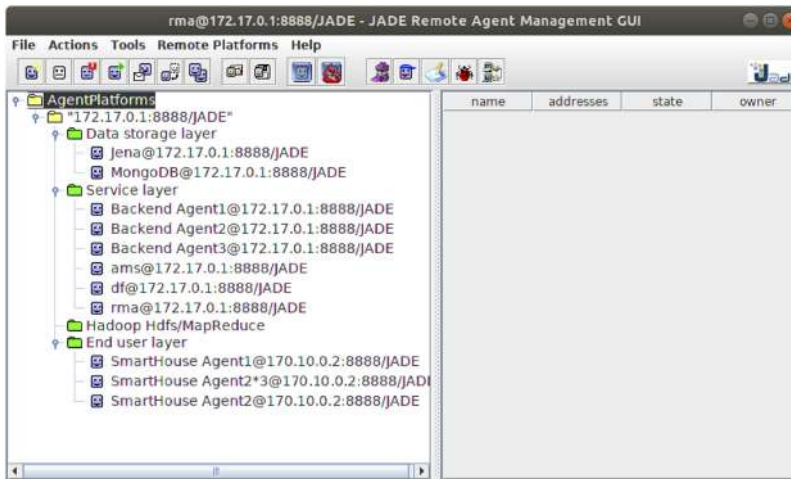 rma@172.17.0.1:8888/JADE - JADE Remote Agent Management GUI
File Actions Tools Remote Platforms Help
AgentPlatforms
"172.17.0.1:8888/JADE"
Data storage layer
Jena@172.17.0.1:8888/JADE
MongoDB@172.17.0.1:8888/JADE
Service layer
Backend Agent1@172.17.0.1:8888/JADE
Backend Agent2@172.17.0.1:8888/JADE
Backend Agent3@172.17.0.1:8888/JADE
ams@172.17.0.1:8888/JADE
df@172.17.0.1:8888/JADE
rma@172.17.0.1:8888/JADE
Hadoop Hdfs/MapReduce
End user layer
SmartHouse Agent1@170.10.0.2:8888/JADE
SmartHouse Agent2*3@170.10.0.2:8888/JAD
SmartHouse Agent2@170.10.0.2:8888/JADE
name addresses state owner